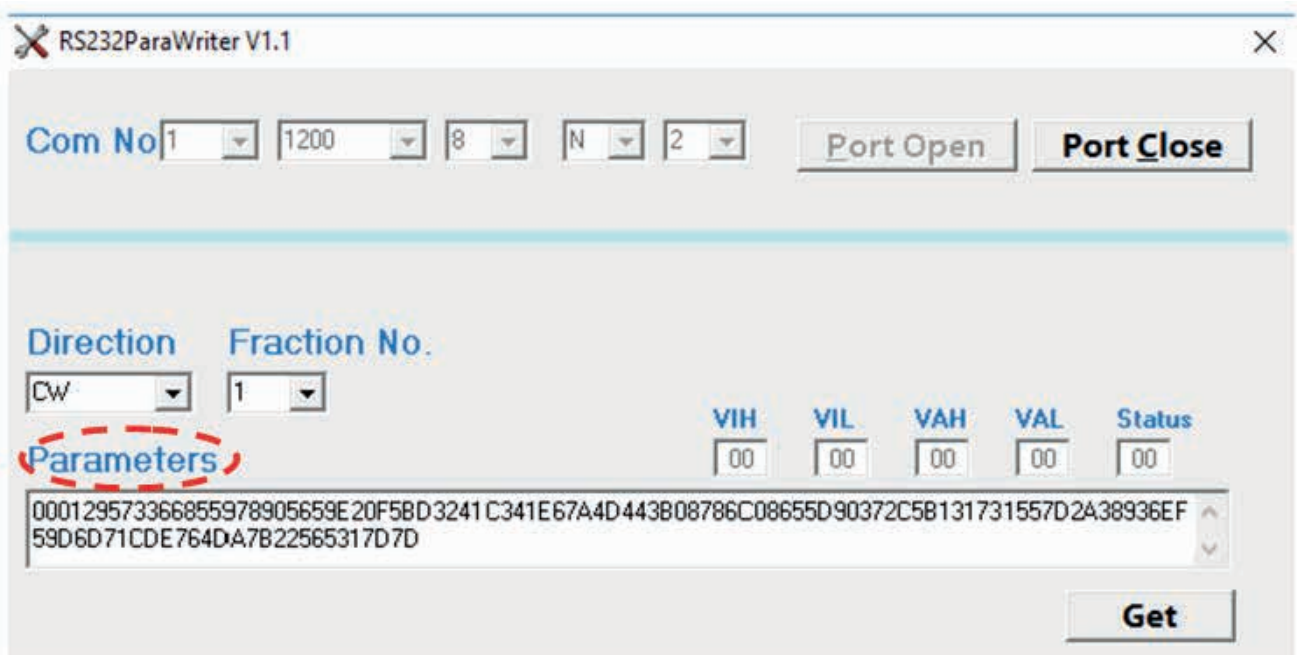 RS232ParaWriter V1.1
Com No 1 1200 8 N 2 Port Open Port Close
Direction Fraction No.
CW 1
VIH VIL VAH VAL Status
00 00 00 00 00
Parameters
000129573366855978905659E20F5BD3241C341E67A4D443B08786C08655D90372C5B131731557D2A38936EF
59D6D71CDE764DA7B22565317D7D
Get